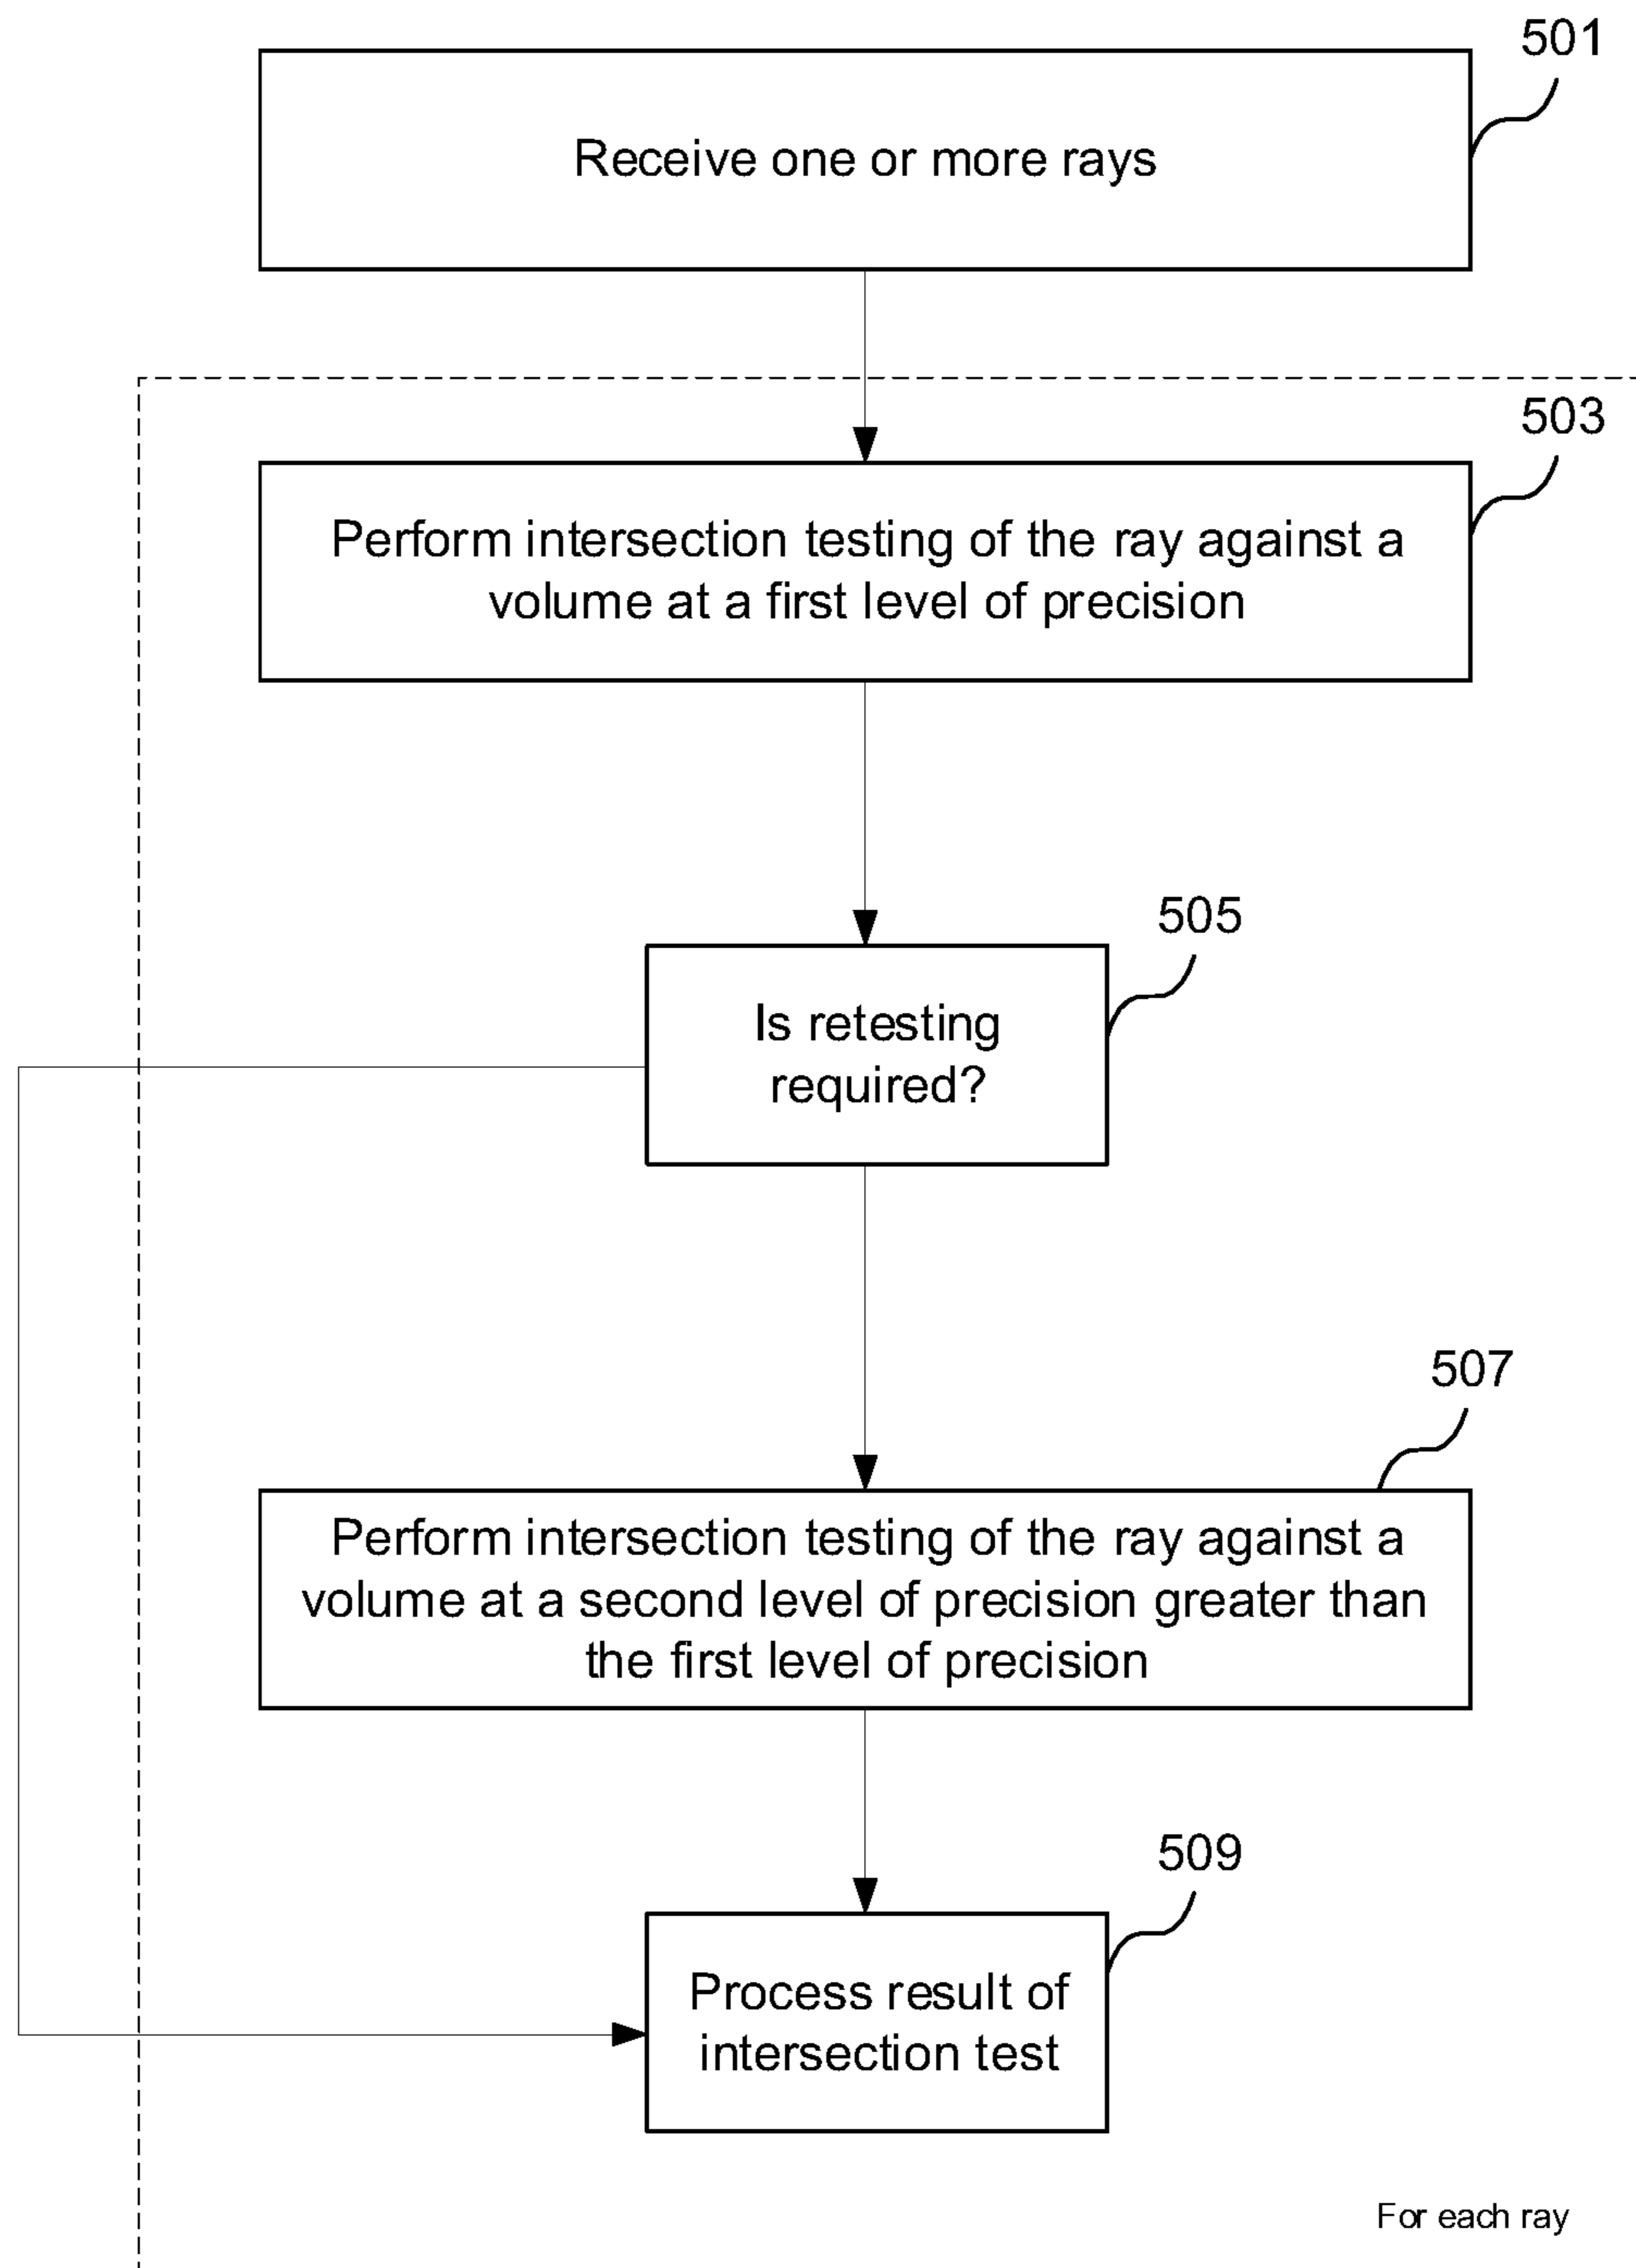 501
Receive one or more rays
503
Perform intersection testing of the ray against a
volume at a first level of precision
505
Is retesting
required?
507
Perform intersection testing of the ray against a
volume at a second level of precision greater than
the first level of precision
509
Process result of
intersection test
For each ray